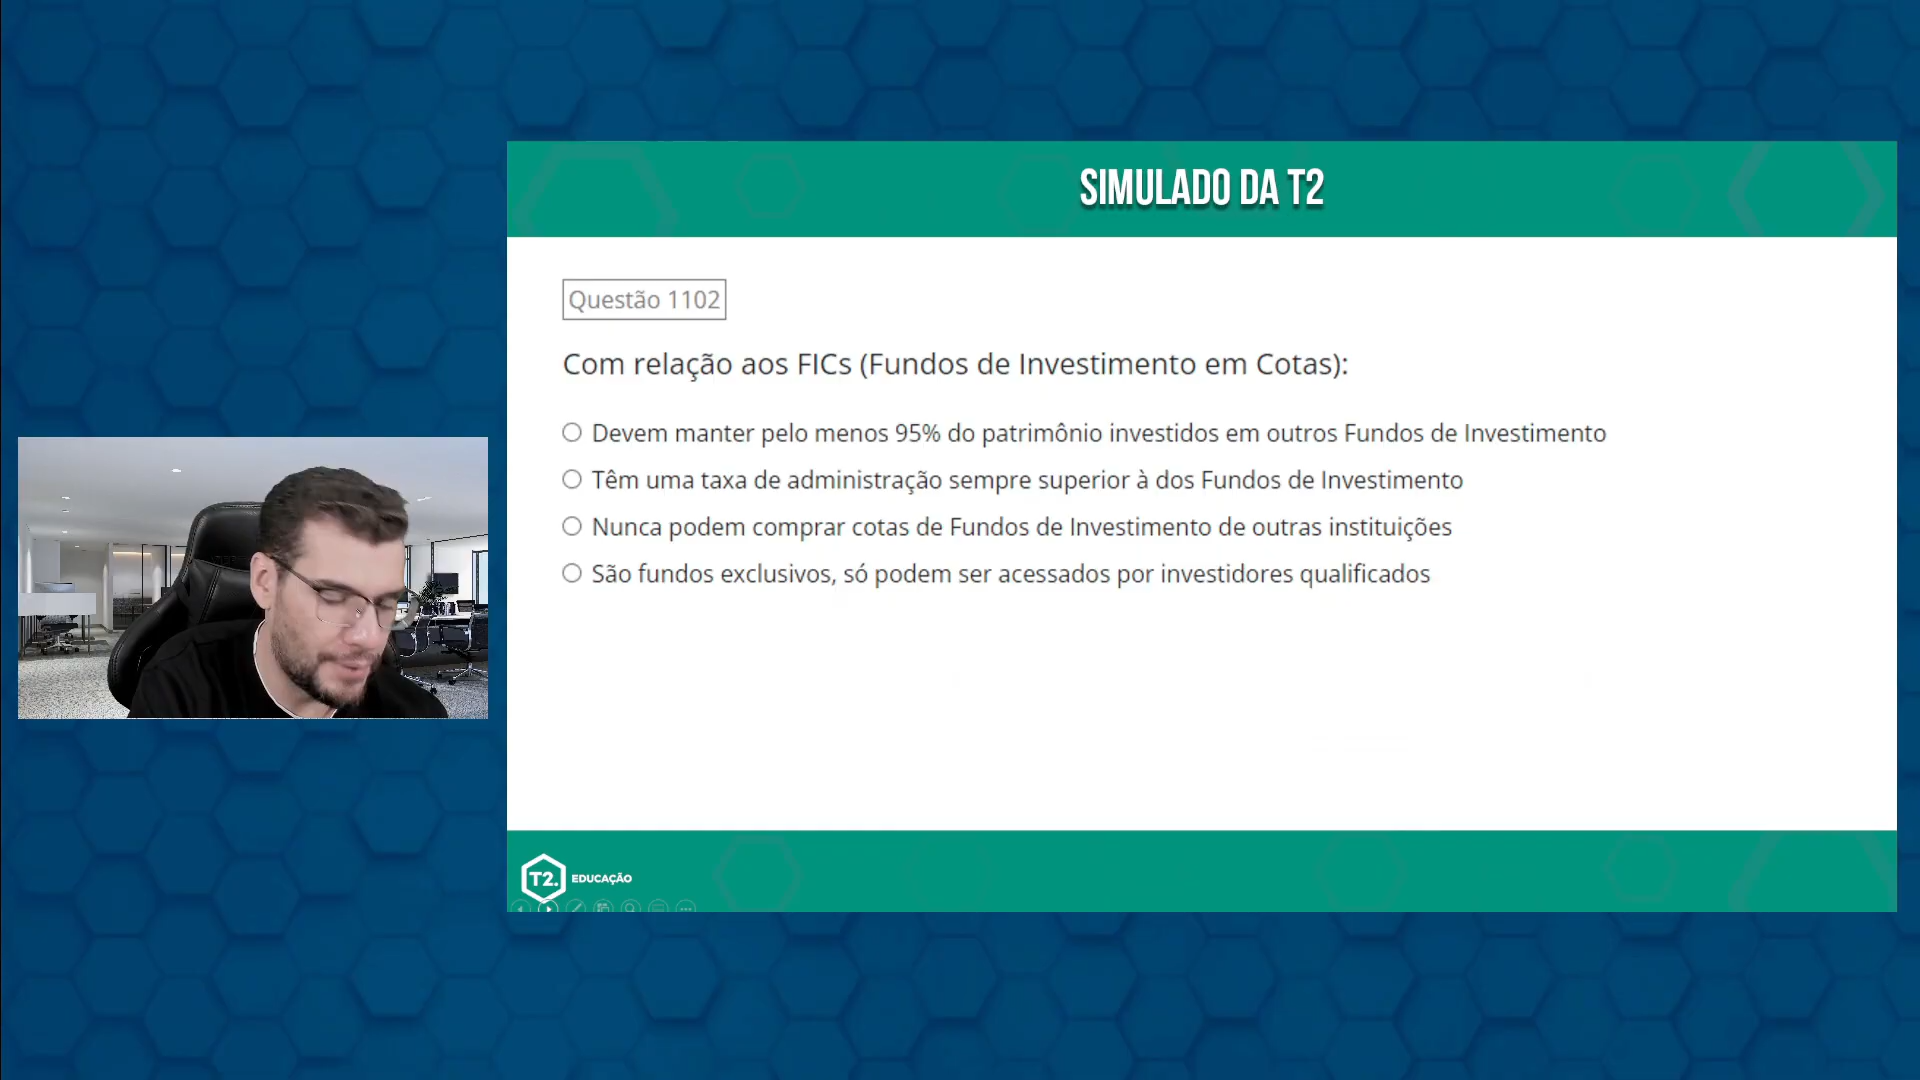 SIMULADO DA T2
Questão 1102
Com relação aos FICs (Fundos de Investimento em Cotas):
Devem manter pelo menos 95% do patrimônio investidos em outros Fundos de Investimento
Têm uma taxa de administração sempre superior à dos Fundos de Investimento
Nunca podem comprar cotas de Fundos de Investimento de outras instituições
São fundos exclusivos, só podem ser acessados por investidores qualificados
T2. EDUCAÇÃO